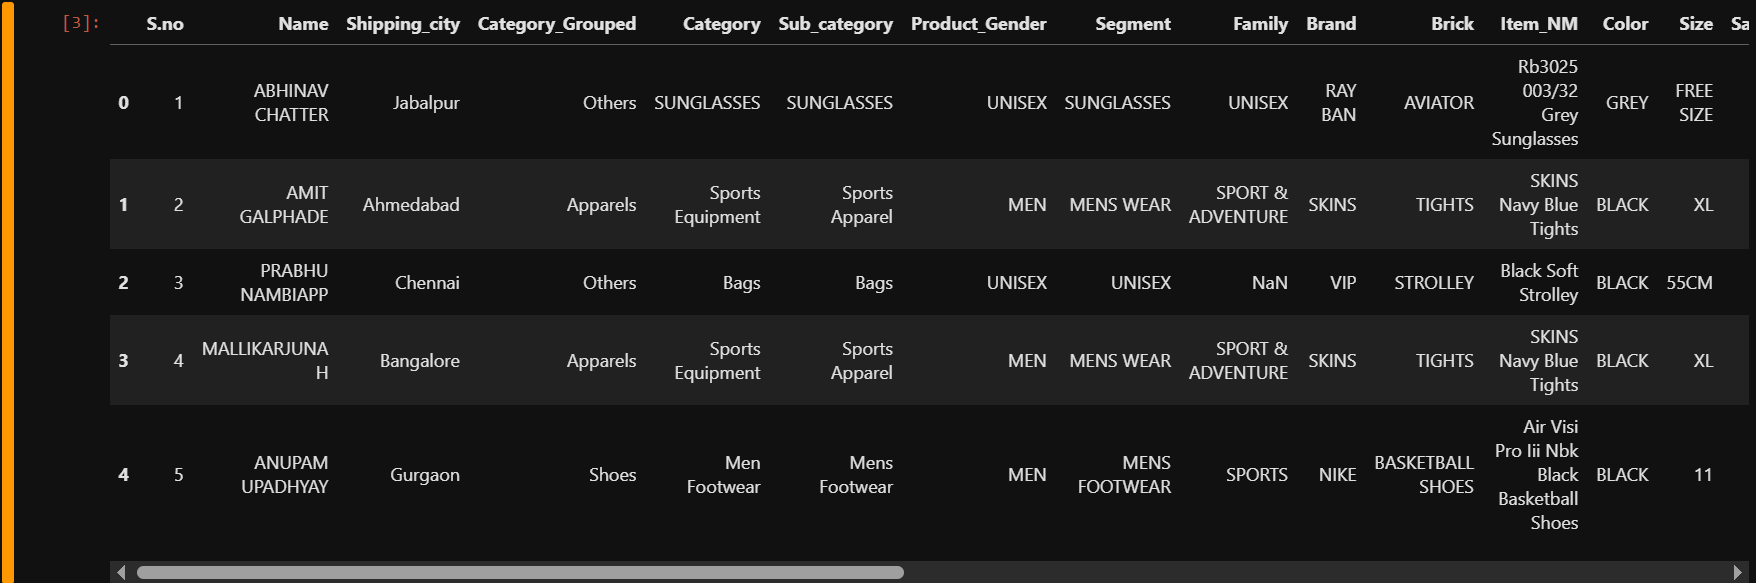 [3]:
S.no Name Shipping_city Category_Grouped Category Sub_category Product_Gender Segment Family Brand Brick Item_NM Color Size Sa
0 1 ABHINAV CHATTER Jabalpur Others SUNGLASSES SUNGLASSES UNISEX SUNGLASSES UNISEX RAY BAN AVIATOR Rb3025 003/32 Grey Sunglasses GREY FREE SIZE
1 2 AMIT GALPHADE Ahmedabad Apparels Sports Equipment Sports Apparel MEN MENS WEAR SPORT & ADVENTURE SKINS TIGHTS SKINS Navy Blue Tights BLACK XL
2 3 PRABHU NAMBIAPP Chennai Others Bags Bags UNISEX UNISEX NaN VIP STROLLEY Black Soft Strolley BLACK 55CM
3 4 MALLIKARJUNA H Bangalore Apparels Sports Equipment Sports Apparel MEN MENS WEAR SPORT & ADVENTURE SKINS TIGHTS SKINS Navy Blue Tights BLACK XL
4 5 ANUPAM UPADHYAY Gurgaon Shoes Men Footwear Mens Footwear MEN MENS FOOTWEAR SPORTS NIKE BASKETBALL SHOES Air Visi Pro Iii Nbk Black Basketball Shoes BLACK 11